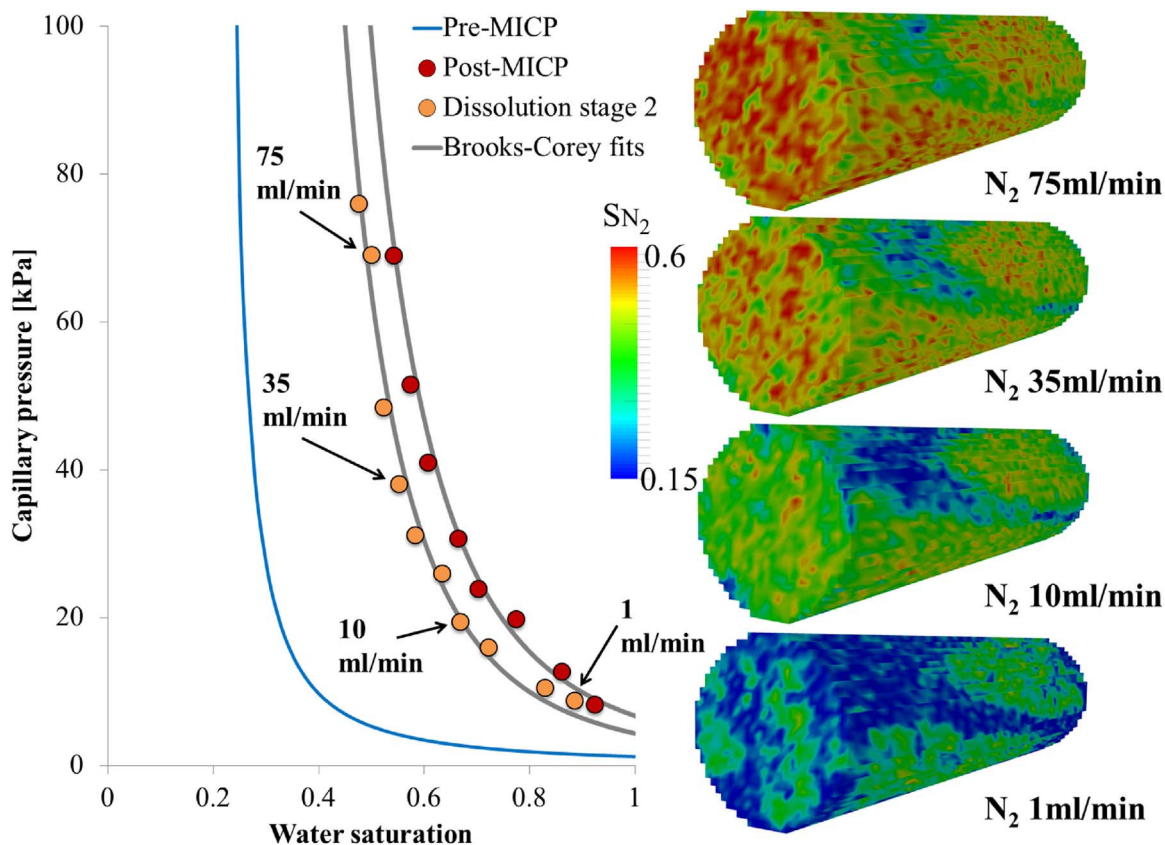 Capillary pressure [kPa]
100
80
60
40
20
0
0
0.2
0.4
0.6
0.8
1
Water saturation
Pre-MICP
Post-MICP
Dissolution stage 2
Brooks-Corey fits
75
ml/min
35
ml/min
10
ml/min
1
ml/min
SN2
0.6
0.15
N2 75ml/min
N2 35ml/min
N2 10ml/min
N2 1ml/min